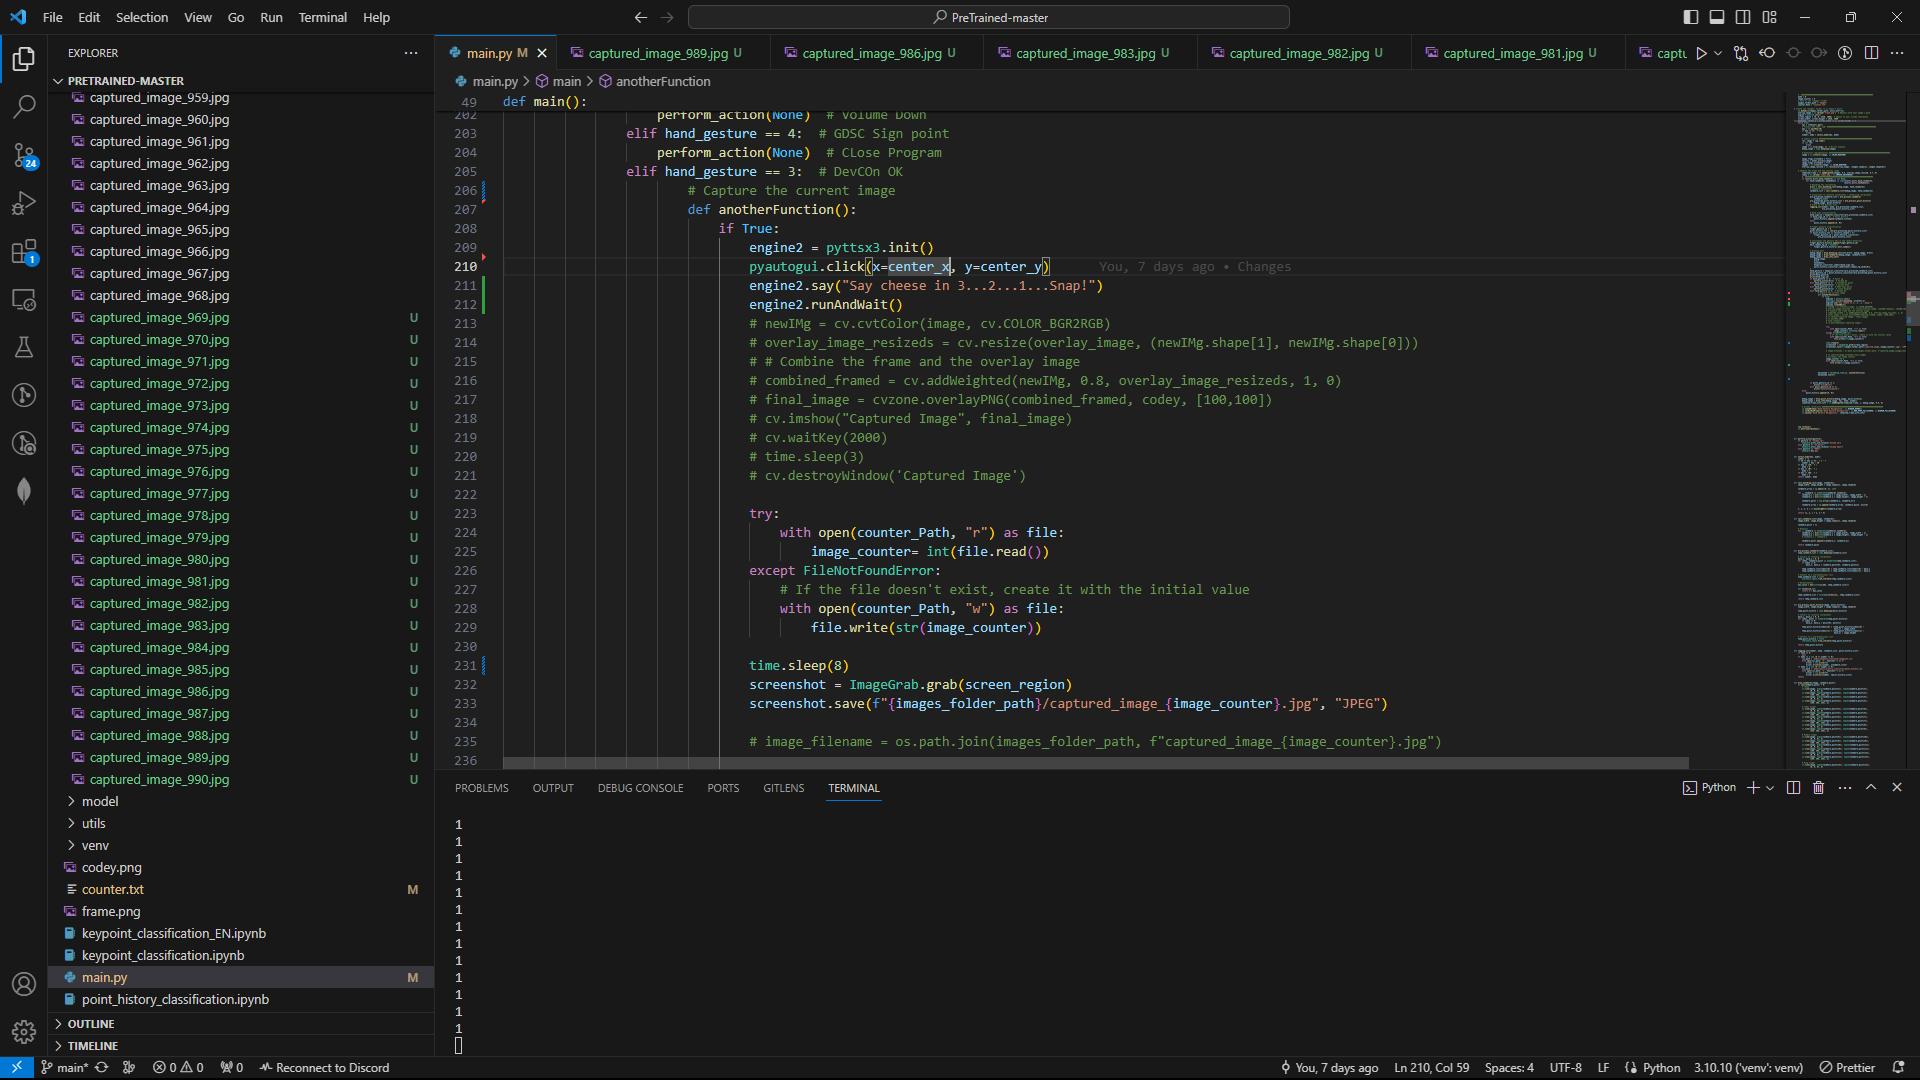 File Edit Selection View Go Run Terminal Help
PreTrained-master
EXPLORER
PRETRAINED-MASTER
captured_image_959.jpg
captured_image_960.jpg
captured_image_961.jpg
captured_image_962.jpg
captured_image_963.jpg
captured_image_964.jpg
captured_image_965.jpg
captured_image_966.jpg
captured_image_967.jpg
captured_image_968.jpg
captured_image_969.jpg U
captured_image_970.jpg U
captured_image_971.jpg U
captured_image_972.jpg U
captured_image_973.jpg U
captured_image_974.jpg U
captured_image_975.jpg U
captured_image_976.jpg U
captured_image_977.jpg U
captured_image_978.jpg U
captured_image_979.jpg U
captured_image_980.jpg U
captured_image_981.jpg U
captured_image_982.jpg U
captured_image_983.jpg U
captured_image_984.jpg U
captured_image_985.jpg U
captured_image_986.jpg U
captured_image_987.jpg U
captured_image_988.jpg U
captured_image_989.jpg U
captured_image_990.jpg U
model
utils
venv
codey.png
counter.txt M
frame.png
keypoint_classification_EN.ipynb
keypoint_classification.ipynb
main.py M
point_history_classification.ipynb
OUTLINE
TIMELINE
24
1
main.py M captured_image_989.jpg U captured_image_986.jpg U captured_image_983.jpg U captured_image_982.jpg U captured_image_981.jpg U captu
main.py > main > anotherFunction
49 def main():
202 perform_action(None) # Volume Down
203 elif hand_gesture == 4: # GDSC Sign point
204 perform_action(None) # CLose Program
205 elif hand_gesture == 3: # DevCOn OK
206 # Capture the current image
207 def anotherFunction():
208 if True:
209 engine2 = pyttsx3.init()
210 pyautogui.click(x=center_x, y=center_y) You, 7 days ago • Changes
211 engine2.say("Say cheese in 3...2...1...Snap!")
212 engine2.runAndWait()
213 # newIMg = cv.cvtColor(image, cv.COLOR_BGR2RGB)
214 # overlay_image_resizeds = cv.resize(overlay_image, (newIMg.shape[1], newIMg.shape[0]))
215 # # Combine the frame and the overlay image
216 # combined_framed = cv.addWeighted(newIMg, 0.8, overlay_image_resizeds, 1, 0)
217 # final_image = cvzone.overlayPNG(combined_framed, codey, [100,100])
218 # cv.imshow("Captured Image", final_image)
219 # cv.waitKey(2000)
220 # time.sleep(3)
221 # cv.destroyWindow('Captured Image')
222
223 try:
224 with open(counter_Path, "r") as file:
225 image_counter= int(file.read())
226 except FileNotFoundError:
227 # If the file doesn't exist, create it with the initial value
228 with open(counter_Path, "w") as file:
229 file.write(str(image_counter))
230
231 time.sleep(8)
232 screenshot = ImageGrab.grab(screen_region)
233 screenshot.save(f"{images_folder_path}/captured_image_{image_counter}.jpg", "JPEG")
234
235 # image_filename = os.path.join(images_folder_path, f"captured_image_{image_counter}.jpg")
236
PROBLEMS OUTPUT DEBUG CONSOLE PORTS GITLENS TERMINAL
Python
1
1
1
1
1
1
1
1
1
1
1
1
1
main* 0 0 0 Reconnect to Discord
You, 7 days ago Ln 210, Col 59 Spaces: 4 UTF-8 LF Python 3.10.10 ('venv': venv) Prettier